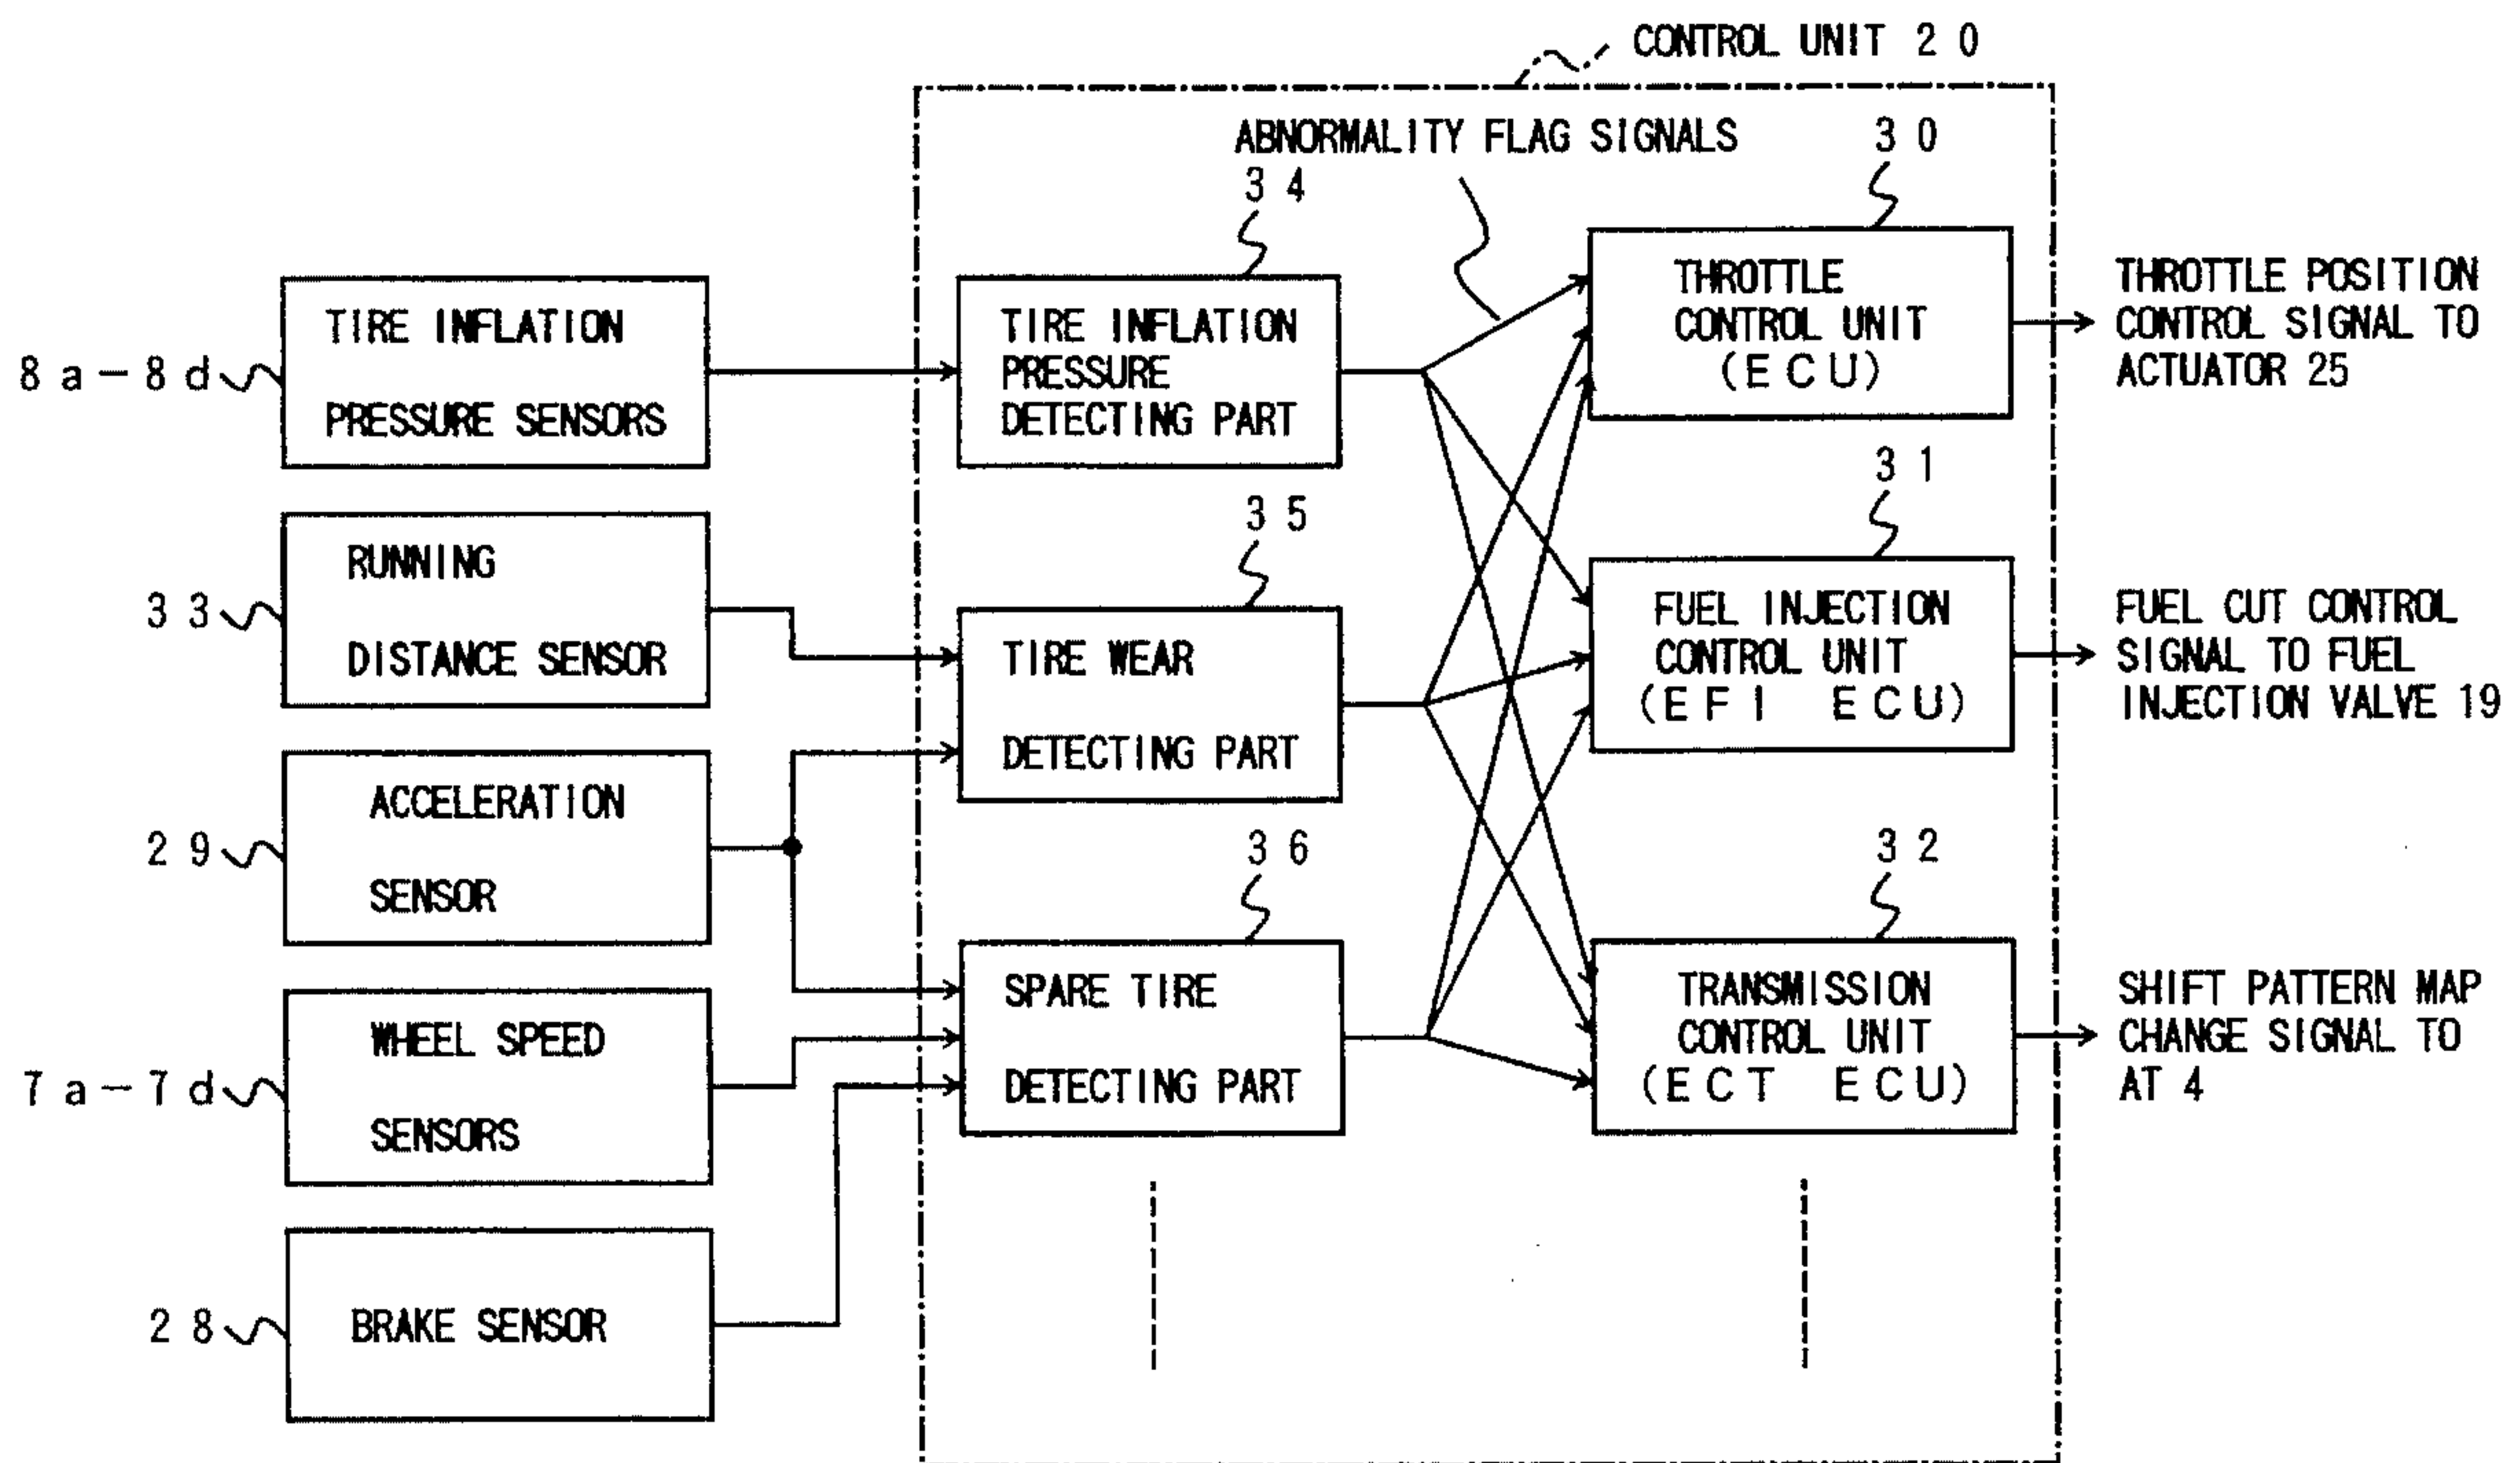 CONTROL UNIT 20
ABNORMALITY FLAG SIGNALS
30
34
THROTTLE
CONTROL UNIT
(ECU)
THROTTLE POSITION
CONTROL SIGNAL TO
ACTUATOR 25
8a-8d
TIRE INFLATION
PRESSURE SENSORS
TIRE INFLATION
PRESSURE
DETECTING PART
31
35
33
RUNNING
DISTANCE SENSOR
TIRE WEAR
DETECTING PART
FUEL INJECTION
CONTROL UNIT
(EFI ECU)
FUEL CUT CONTROL
SIGNAL TO FUEL
INJECTION VALVE 19
29
ACCELERATION
SENSOR
36
32
SPARE TIRE
DETECTING PART
TRANSMISSION
CONTROL UNIT
(ECT ECU)
SHIFT PATTERN MAP
CHANGE SIGNAL TO
AT 4
7a-7d
WHEEL SPEED
SENSORS
28
BRAKE SENSOR